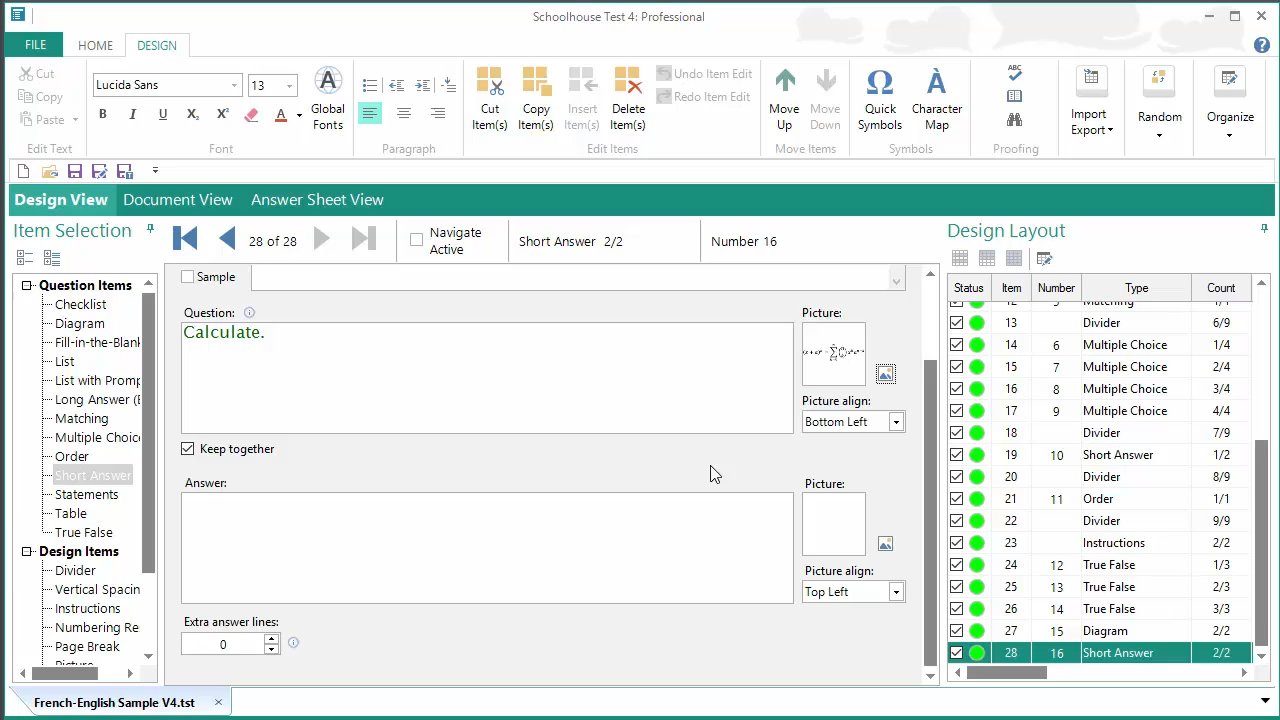 Schoolhouse Test 4: Professional
FILE
HOME
DESIGN
Cut
Copy
Paste
Edit Text
Lucida Sans
13
B I U X₂ X² A
Font
Global Fonts
Paragraph
Cut Item(s)
Copy Item(s)
Insert Item(s)
Delete Item(s)
Undo Item Edit
Redo Item Edit
Edit Items
Move Up
Move Down
Move Items
Quick Symbols
Character Map
Symbols
ABC
Proofing
Import Export
Random
Organize
Design View
Document View
Answer Sheet View
Item Selection
Question Items
Checklist
Diagram
Fill-in-the-Blank
List
List with Promp
Long Answer (E
Matching
Multiple Choic
Order
Short Answer
Statements
Table
True False
Design Items
Divider
Vertical Spacin
Instructions
Numbering Re
Page Break
Picture
28 of 28
Navigate Active
Short Answer 2/2
Number 16
Sample
Question:
Calculate.
Picture:
Picture align:
Bottom Left
Keep together
Answer:
Picture:
Picture align:
Top Left
Extra answer lines:
0
Design Layout
Status Item Number Type Count
12 5 Matching 1/1
13 Divider 6/9
14 6 Multiple Choice 1/4
15 7 Multiple Choice 2/4
16 8 Multiple Choice 3/4
17 9 Multiple Choice 4/4
18 Divider 7/9
19 10 Short Answer 1/2
20 Divider 8/9
21 11 Order 1/1
22 Divider 9/9
23 Instructions 2/2
24 12 True False 1/3
25 13 True False 2/3
26 14 True False 3/3
27 15 Diagram 2/2
28 16 Short Answer 2/2
French-English Sample V4.tst